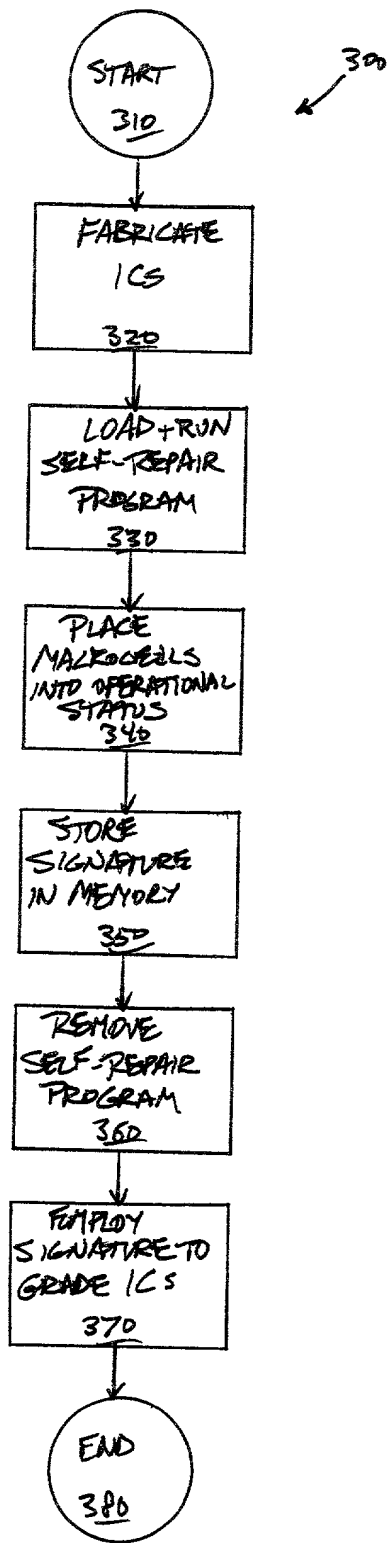 START
310
300
FABRICATE
ICS
320
LOAD+RUN
SELF-REPAIR
PROGRAM
330
PLACE
MACROCELLS
INTO OPERATIONAL
STATUS
340
STORE
SIGNATURE
IN MEMORY
350
REMOVE
SELF-REPAIR
PROGRAM
360
EMPLOY
SIGNATURE TO
GRADE ICs
370
END
380